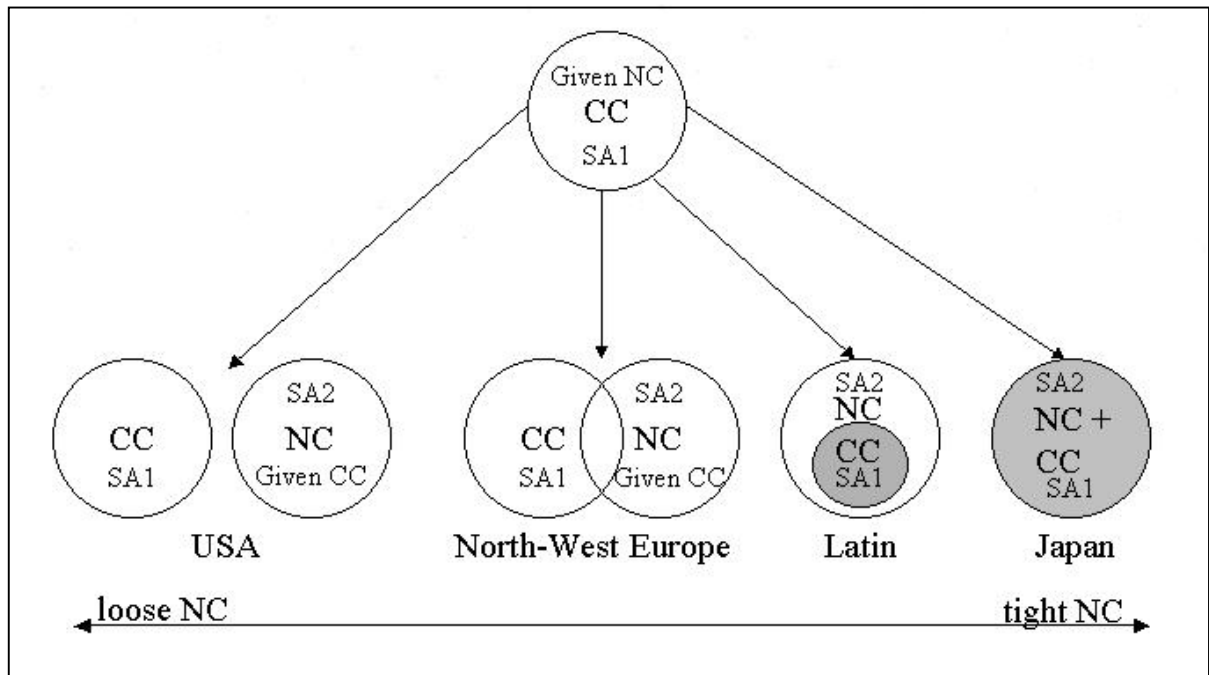 Given NC
CC
SA1
CC
SA1
SA2
NC
Given CC
CC
SA1
SA2
NC
Given CC
SA2
NC
CC
SA1
SA2
NC +
CC
SA1
USA
North-West Europe
Latin
Japan
loose NC
tight NC